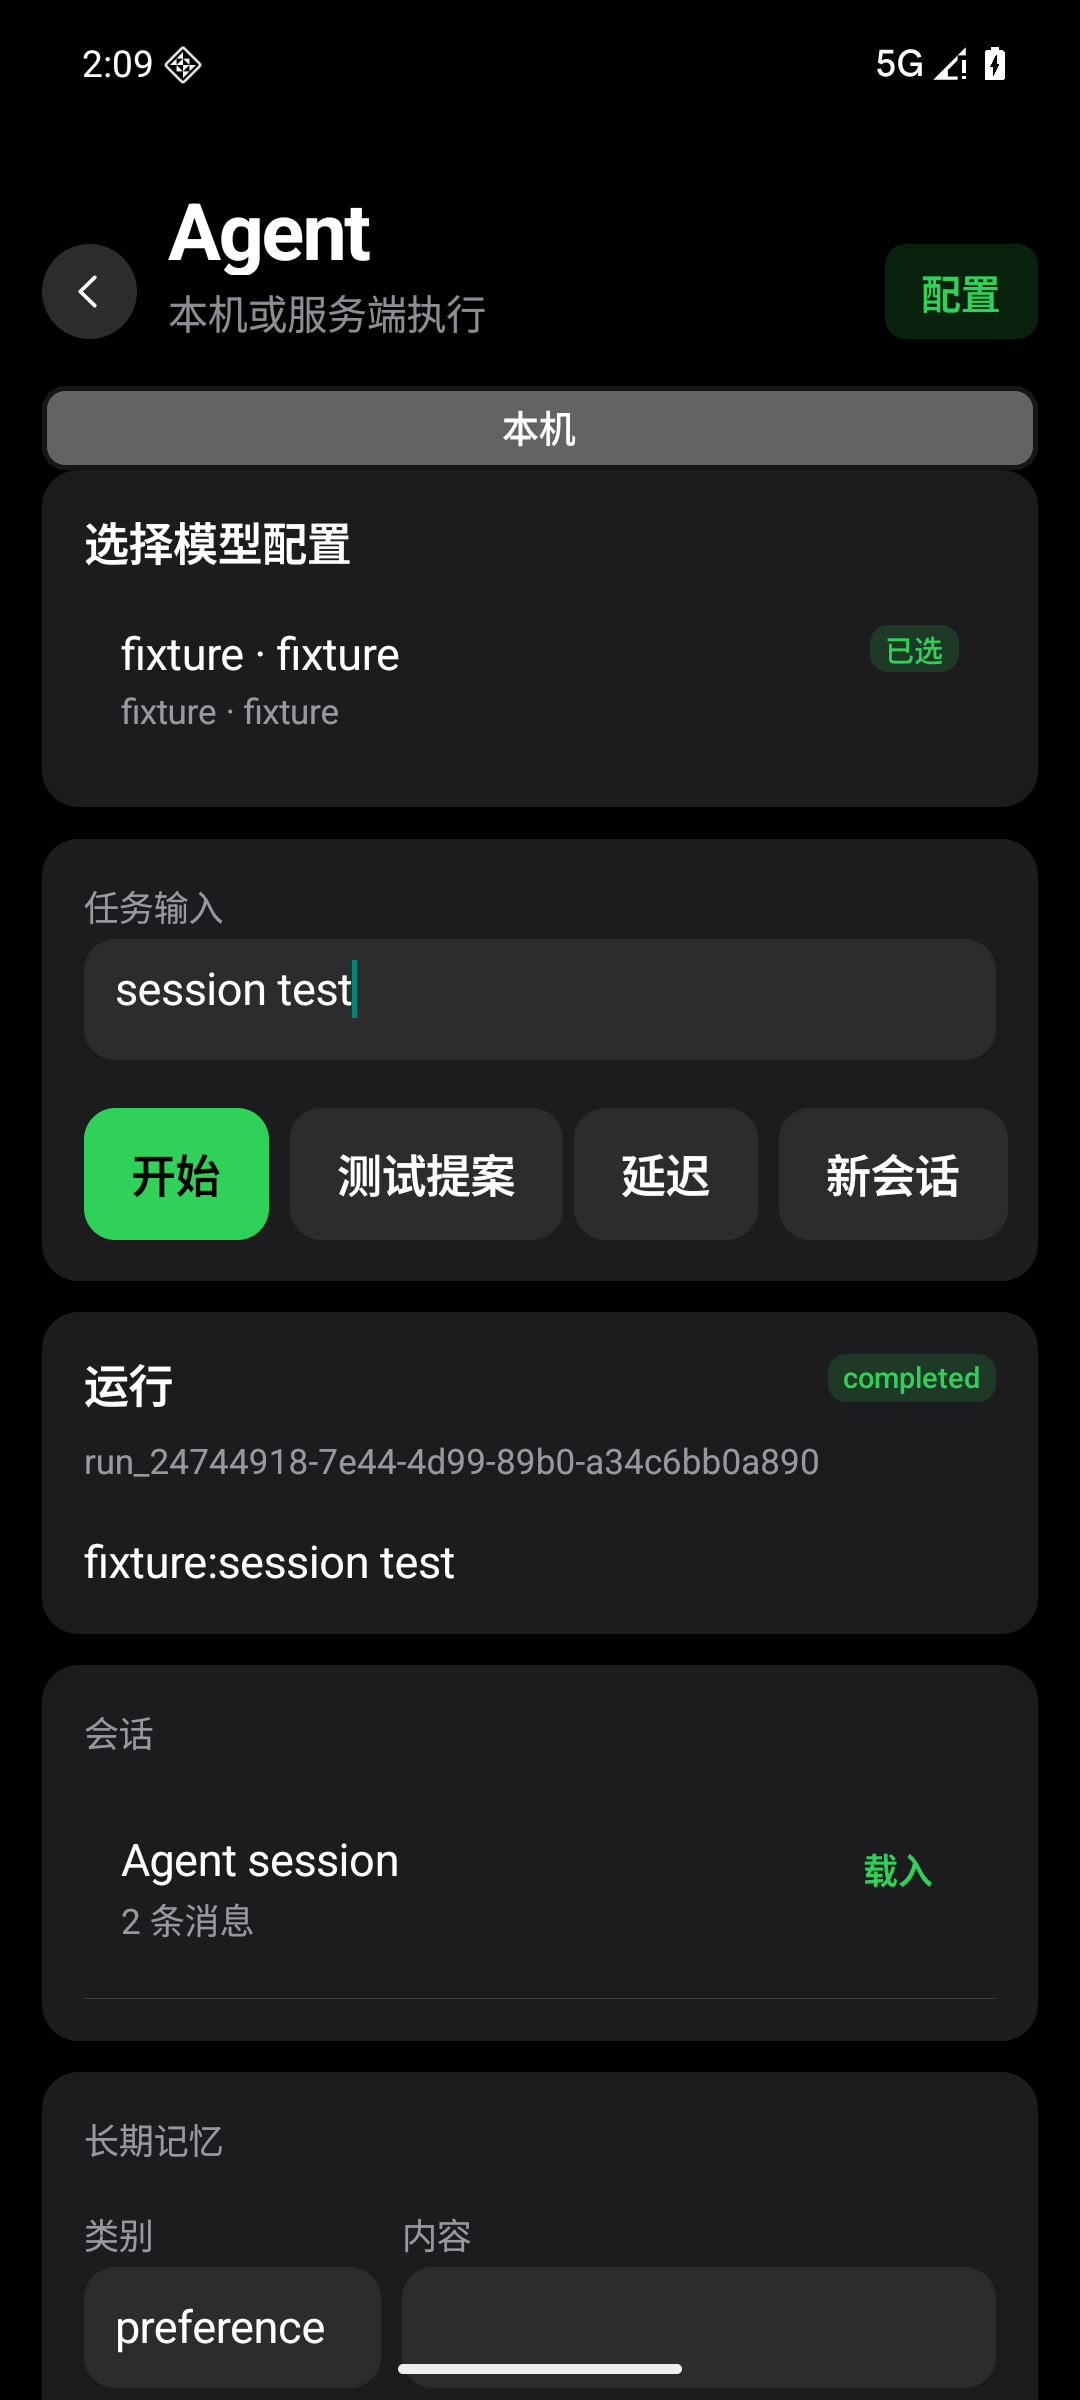 2:09
5G
Agent
本机或服务端执行
配置
本机
选择模型配置
fixture · fixture
已选
fixture · fixture
任务输入
session test
开始
测试提案
延迟
新会话
运行
completed
run_24744918-7e44-4d99-89b0-a34c6bb0a890
fixture:session test
会话
Agent session
载入
2 条消息
长期记忆
类别
内容
preference